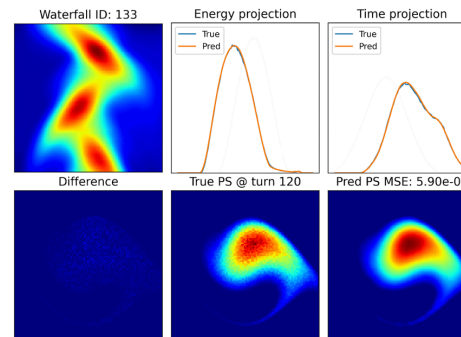 Waterfall ID: 133
Energy projection
Time projection
True
Pred
True
Pred
Difference
True PS @ turn 120
Pred PS MSE: 5.90e-0